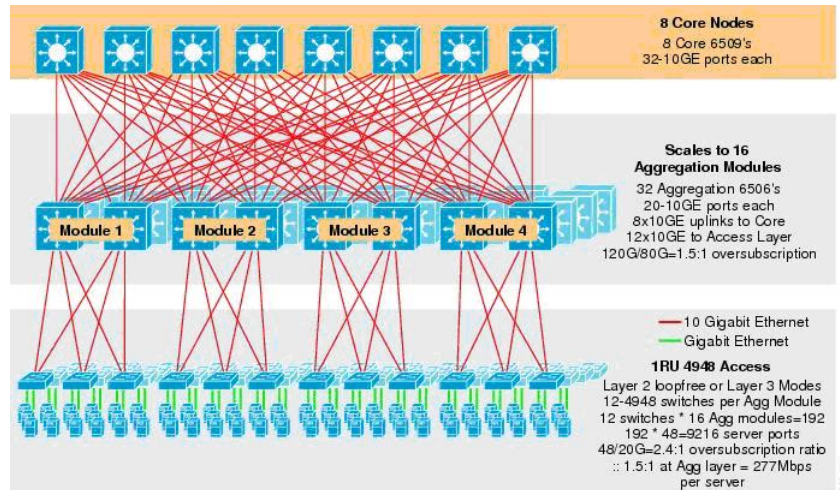 8 Core Nodes
8 Core 6509's
32-10GE ports each
Scales to 16
Aggregation Modules
32 Aggregation 6506's
20-10GE ports each
8x10GE uplinks to Core
12x10GE to Access Layer
120G/80G=1.5:1 oversubscription
Module 1
Module 2
Module 3
Module 4
10 Gigabit Ethernet
Gigabit Ethernet
1RU 4948 Access
Layer 2 loopfree or Layer 3 Modes
12-4948 switches per Agg Module
12 switches * 16 Agg modules=192
192 * 48=9216 server ports
48/20G=2.4:1 oversubscription ratio
:: 1.5:1 at Agg layer = 277Mbps
per server